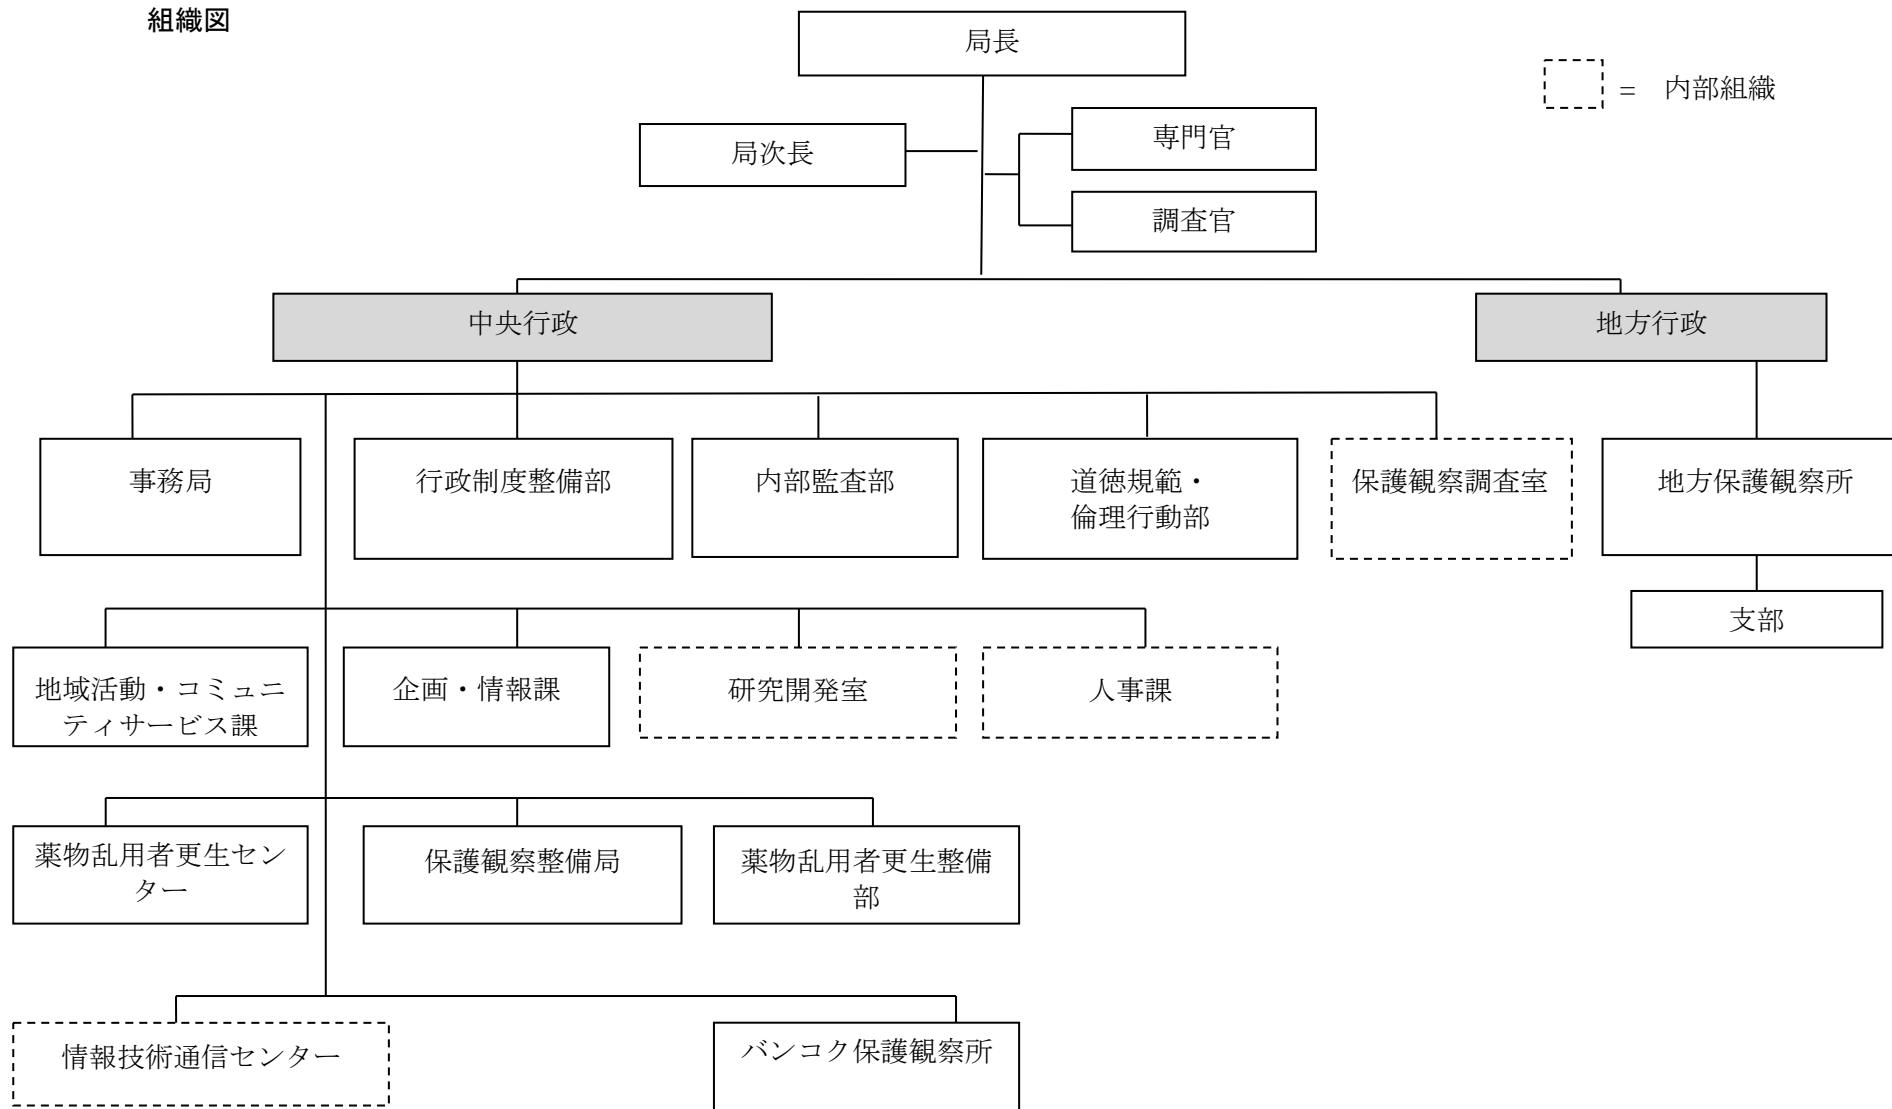 組織図
局長
= 内部組織
局次長
専門官
調査官
中央行政
地方行政
事務局
行政制度整備部
内部監査部
道徳規範・
倫理行動部
保護観察調査室
地方保護観察所
支部
地域活動・コミュニ
ティサービス課
企画・情報課
研究開発室
人事課
薬物乱用者更生セン
ター
保護観察整備局
薬物乱用者更生整備
部
情報技術通信センター
バンコク保護観察所